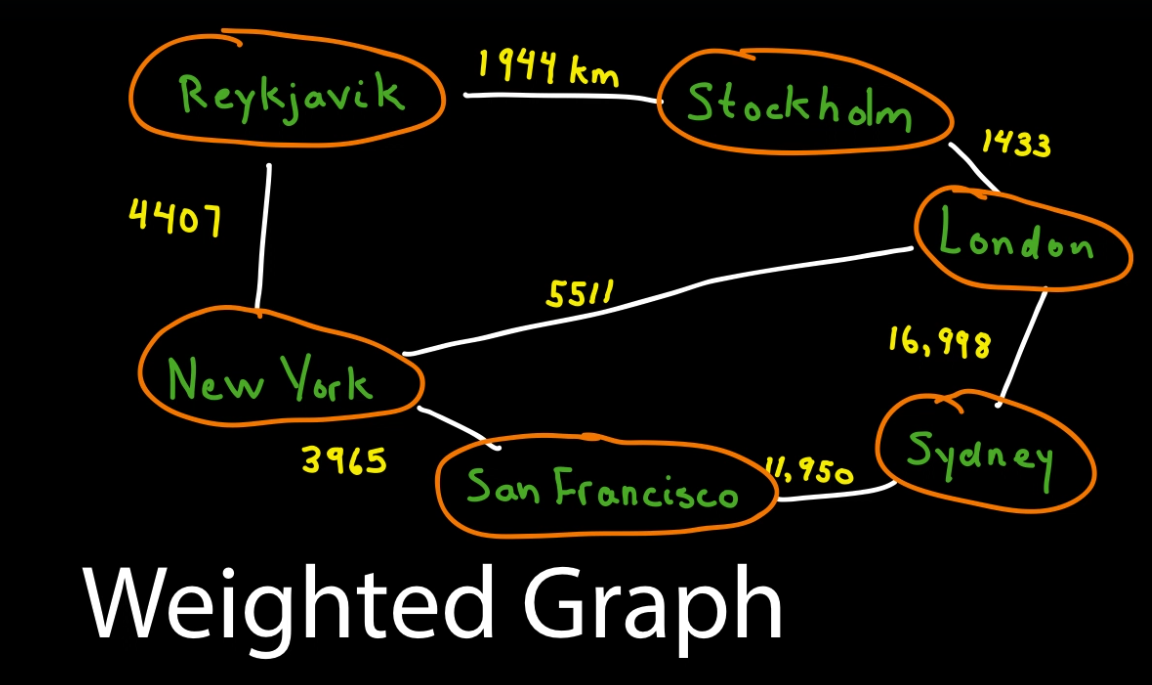 Reykjavik
1944 km
Stockholm
1433
4407
London
5511
16,998
New York
3965
San Francisco
11,950
Sydney
Weighted Graph